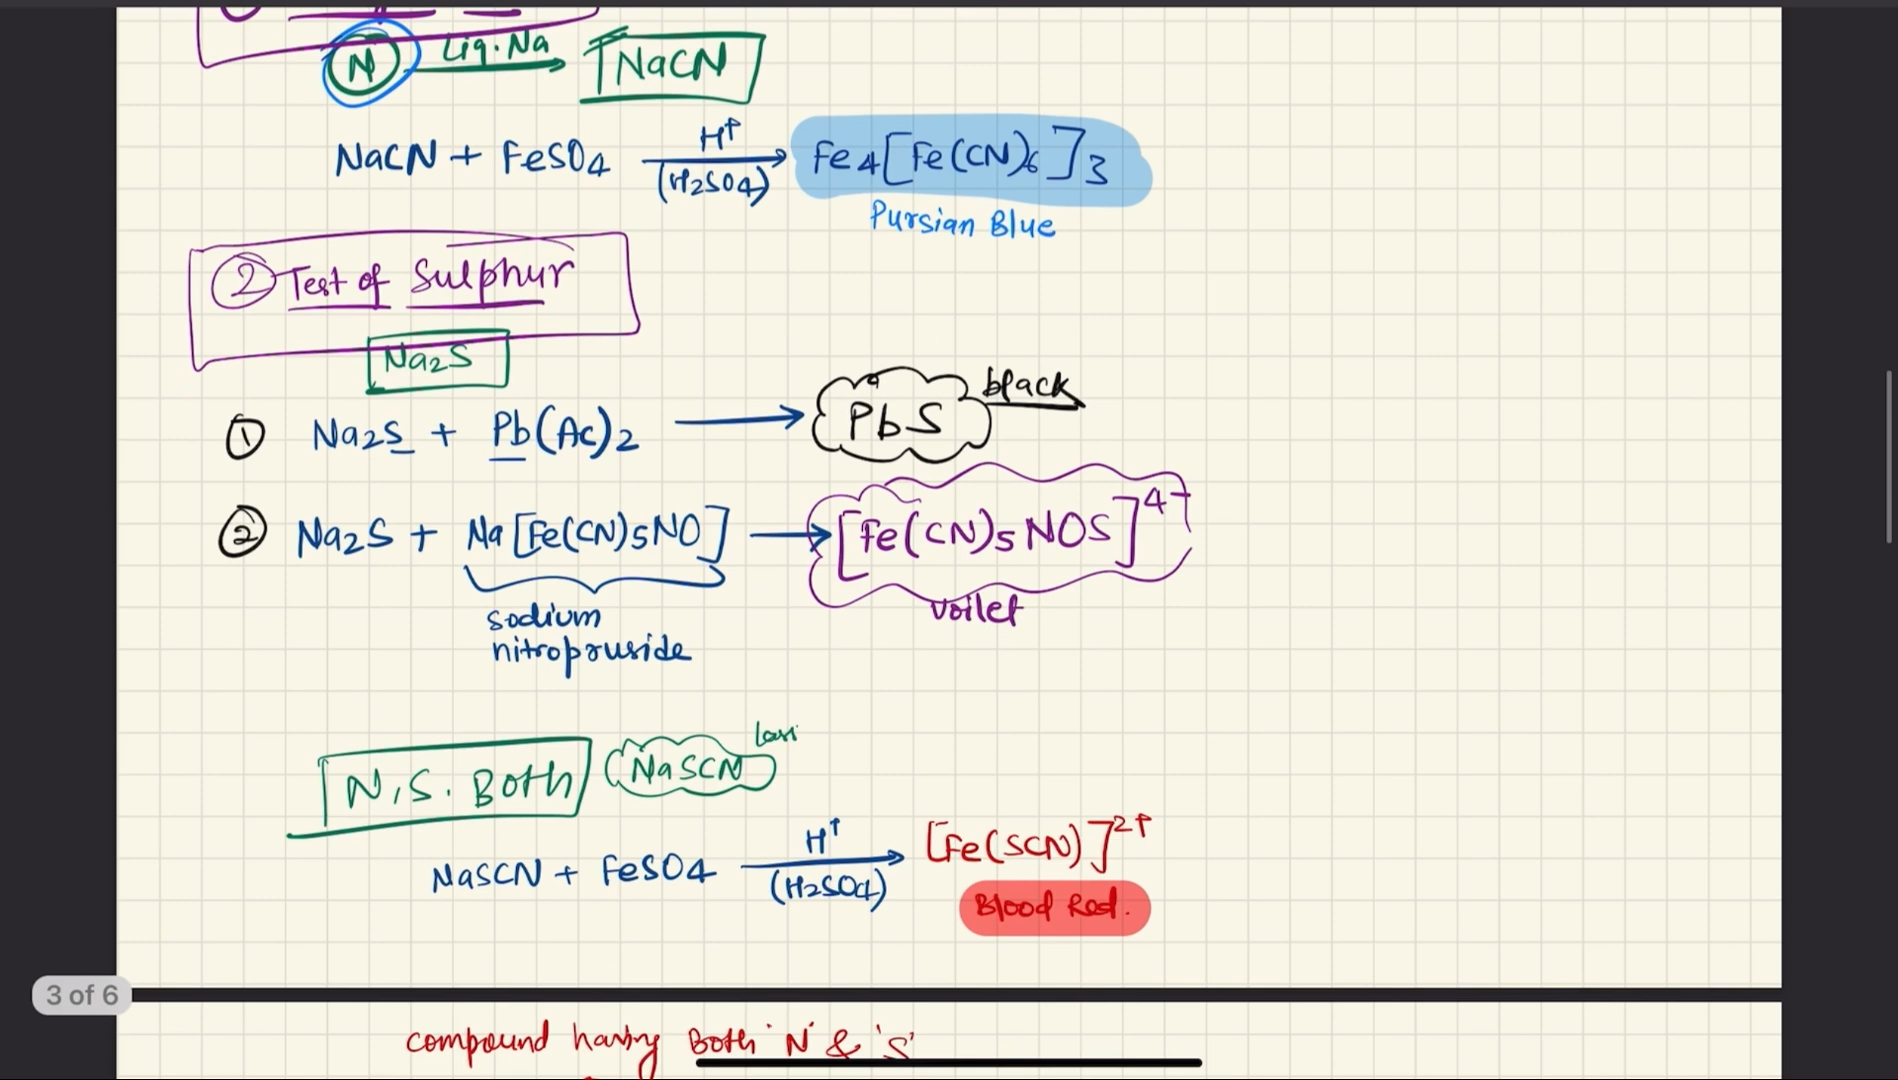 N Liq. Na NaCN
NaCN + FeSO4 H+ (H2SO4) Fe4[Fe(CN)6]3
Pursian Blue
2 Test of Sulphur
Na2S
1 Na2S + Pb(Ac)2 → PbS black
2 Na2S + Na[Fe(CN)5NO] → [Fe(CN)5NOS]4-
voilet
sodium
nitropruside
N,S. Both NaSCN
NaSCN + FeSO4 H+ (H2SO4) [Fe(SCN)]2+
Blood Red.
3 of 6
compound having Both 'N' & 'S'